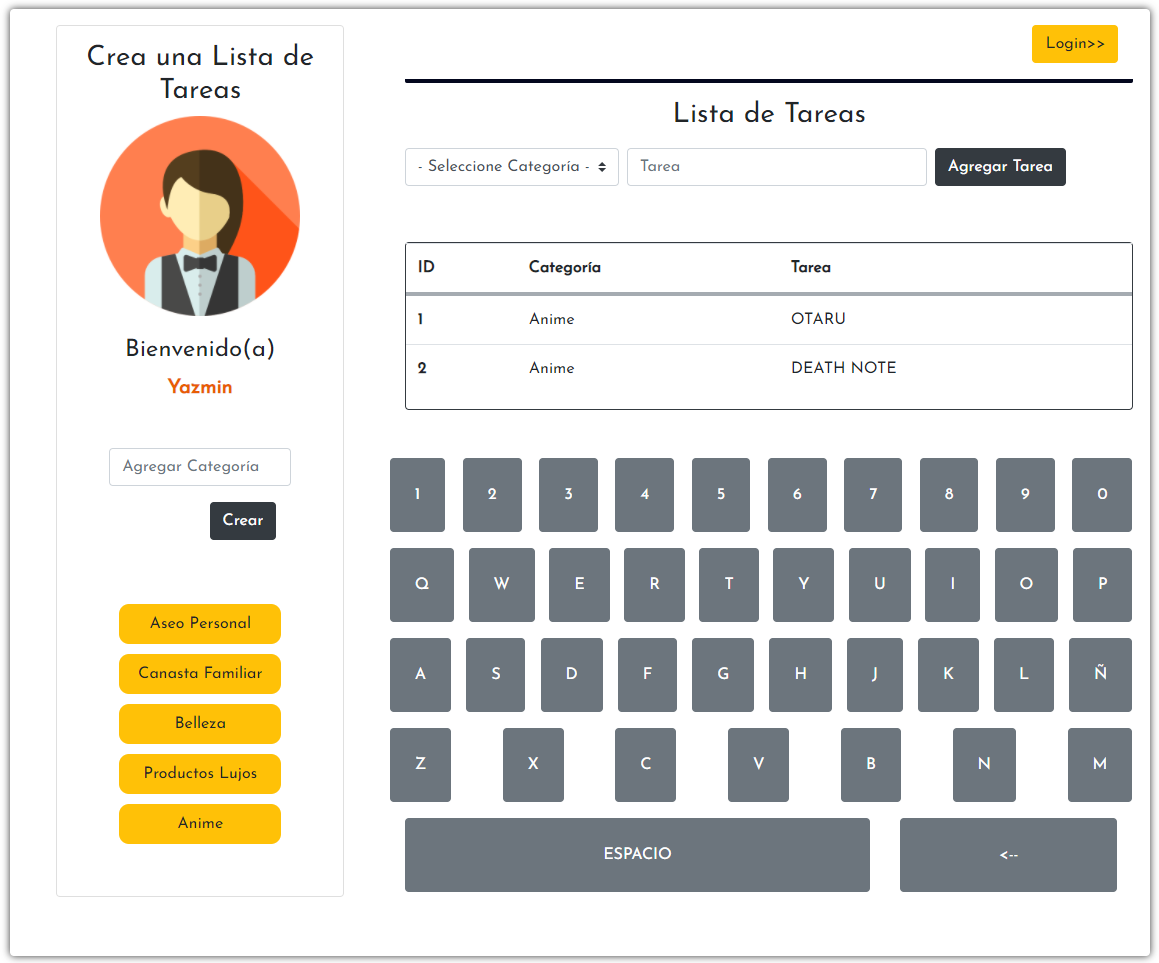 Crea una Lista de
Tareas
Bienvenido(a)
Yazmin
Agregar Categoría
Crear
Aseo Personal
Canasta Familiar
Belleza
Productos Lujos
Anime
Login>>
Lista de Tareas
- Seleccione Categoría - Tarea Agregar Tarea
ID Categoría Tarea
1 Anime OTARU
2 Anime DEATH NOTE
1 2 3 4 5 6 7 8 9 0
Q W E R T Y U I O P
A S D F G H J K L Ñ
Z X C V B N M
ESPACIO <--